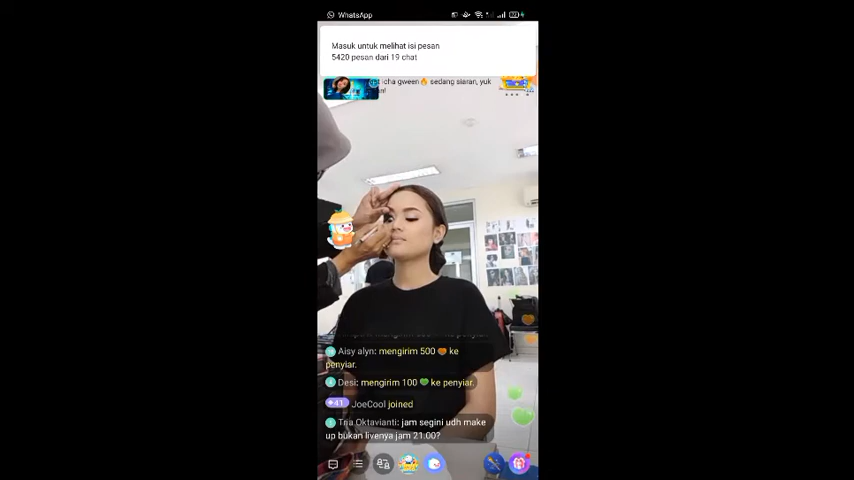 WhatsApp
Masuk untuk melihat isi pesan
5420 pesan dari 19 chat
icha gween🔥 sedang siaran, yuk
Aisy alyn: mengirim 500 🧡 ke
penyiar.
Desi: mengirim 100 💚 ke penyiar.
41 JoeCool joined
Tria Oktavianti: jam segini udh make
up bukan livenya jam 21.00?